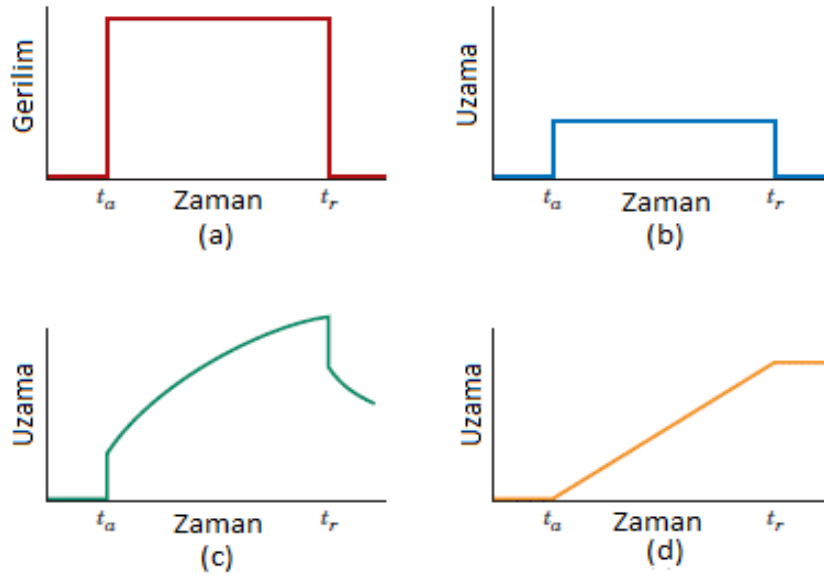 Gerilim
t_a Zaman t_r
(a)
Uzama
t_a Zaman t_r
(b)
Uzama
t_a Zaman t_r
(c)
Uzama
t_a Zaman t_r
(d)